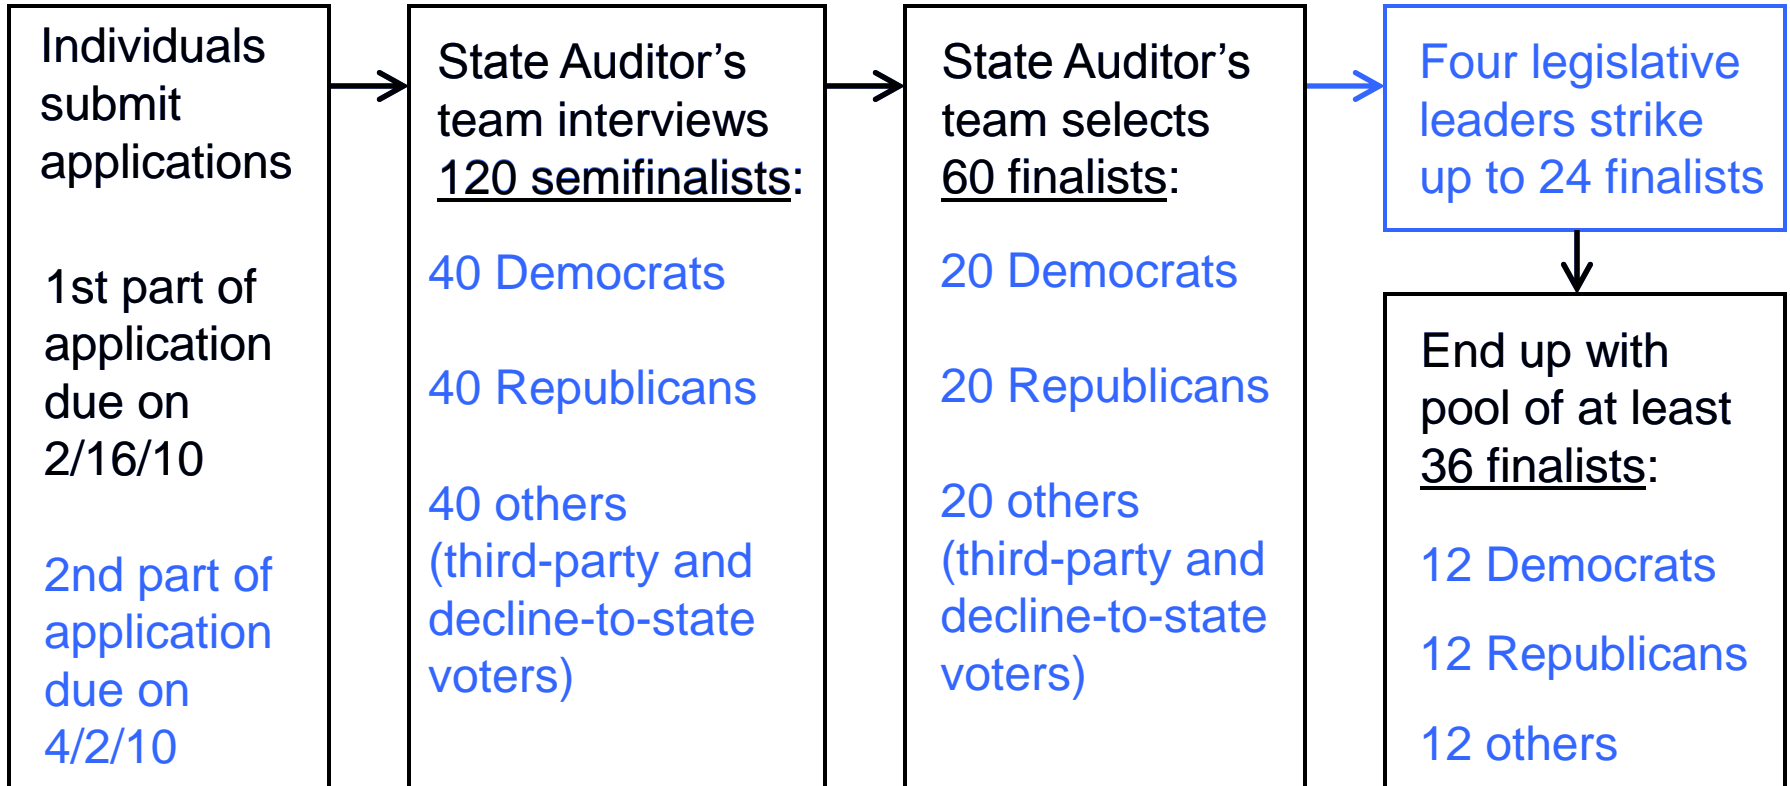 Individuals
submit
applications
1st part of
application
due on
2/16/10
2nd part of
application
due on
4/2/10
State Auditor’s
team interviews
120 semifinalists:
40 Democrats
40 Republicans
40 others
(third-party and
decline-to-state
voters)
State Auditor’s
team selects
60 finalists:
20 Democrats
20 Republicans
20 others
(third-party and
decline-to-state
voters)
Four legislative
leaders strike
up to 24 finalists
End up with
pool of at least
36 finalists:
12 Democrats
12 Republicans
12 others